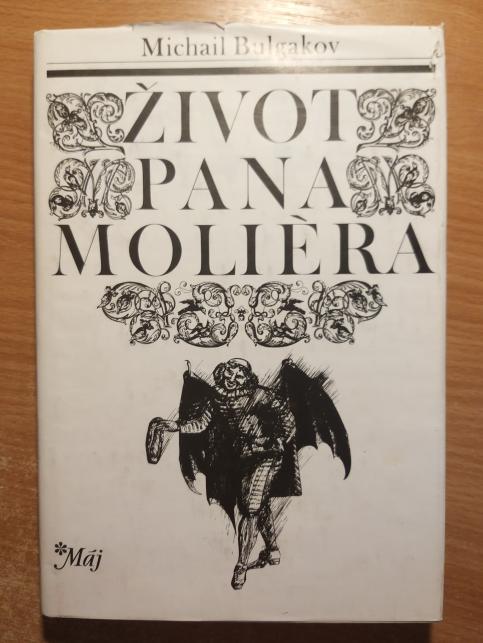 Michail Bulgakov
ŽIVOT
PANA
MOLIÈRA
*Máj